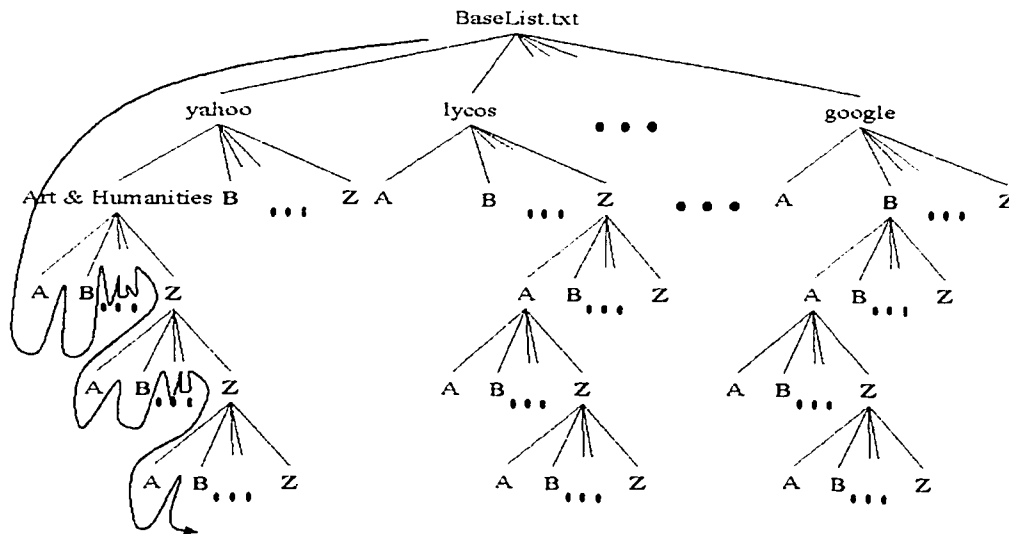 BaseList.txt
yahoo lycos google
Art & Humanities B Z A B Z A B Z
A B Z A B Z A B Z
A B Z A B Z A B Z
A B Z A B Z A B Z